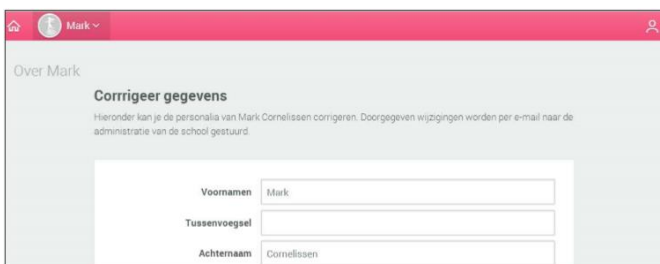 Mark
Over Mark
Corrrigeer gegevens
Hieronder kan je de personalia van Mark Cornelissen corrigeren. Doorgegeven wijzigingen worden per e-mail naar de
administratie van de school gestuurd.
Voornamen Mark
Tussenvoegsel
Achternaam Cornelissen